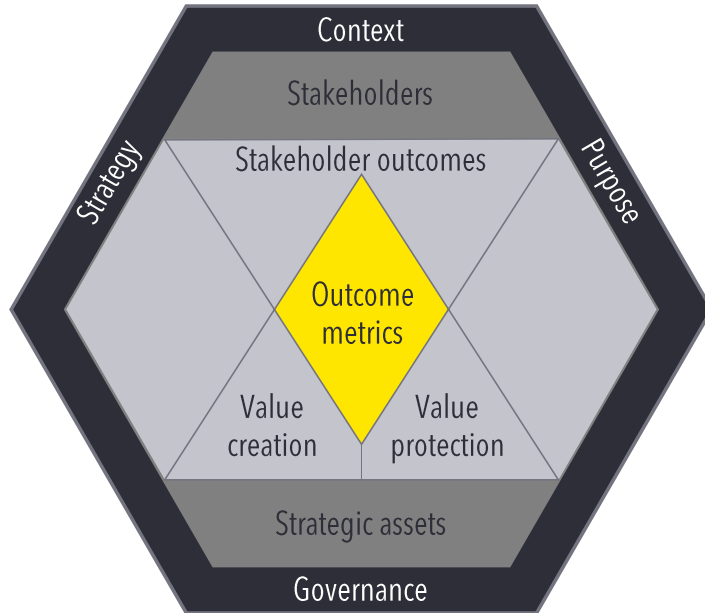 Context
Stakeholders
Strategy
Purpose
Stakeholder outcomes
Outcome
metrics
Value
creation
Value
protection
Strategic assets
Governance